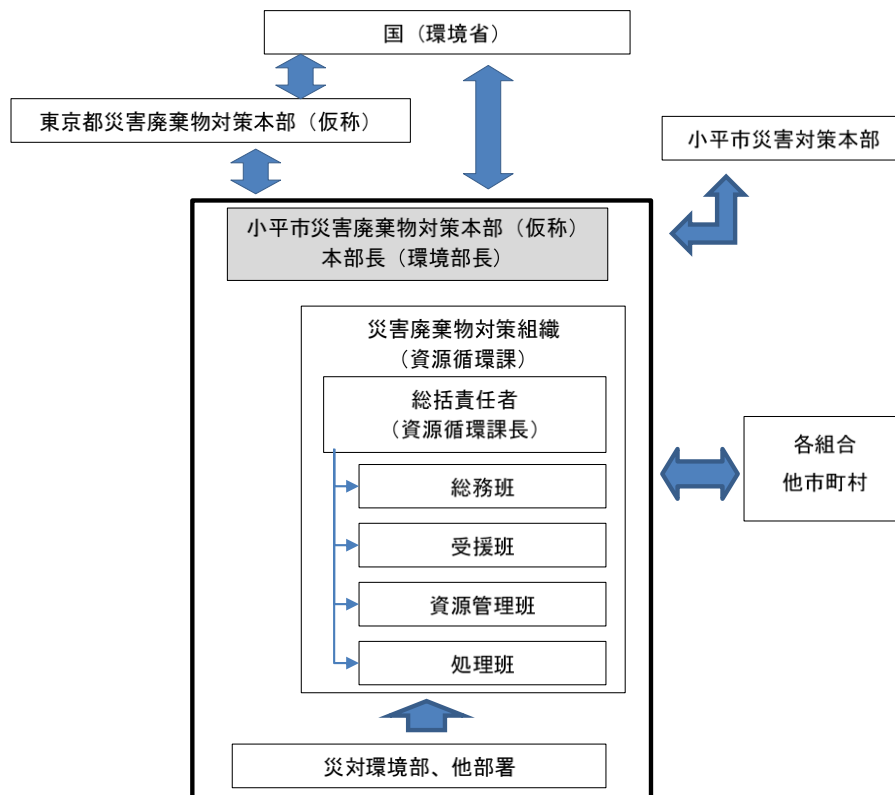 国（環境省）
東京都災害廃棄物対策本部（仮称）
小平市災害対策本部
小平市災害廃棄物対策本部（仮称）
本部長（環境部長）
災害廃棄物対策組織
（資源循環課）
総括責任者
（資源循環課長）
総務班
受援班
資源管理班
処理班
各組合
他市町村
災対環境部、他部署